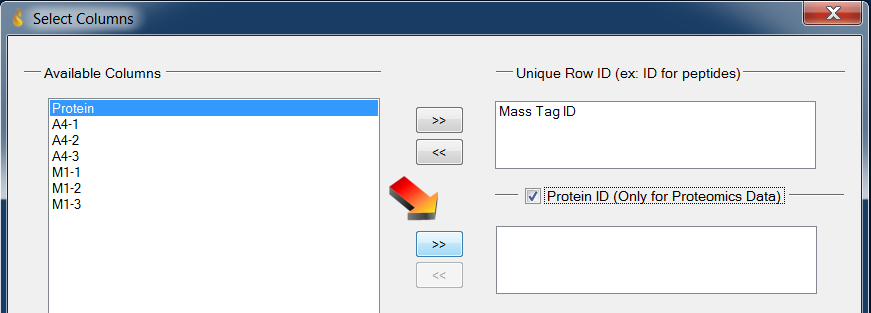 Select Columns
X
Available Columns
Unique Row ID (ex: ID for peptides)
Protein
A4-1
A4-2
A4-3
M1-1
M1-2
M1-3
>>
<<
Mass Tag ID
Protein ID (Only for Proteomics Data)
>>
<<